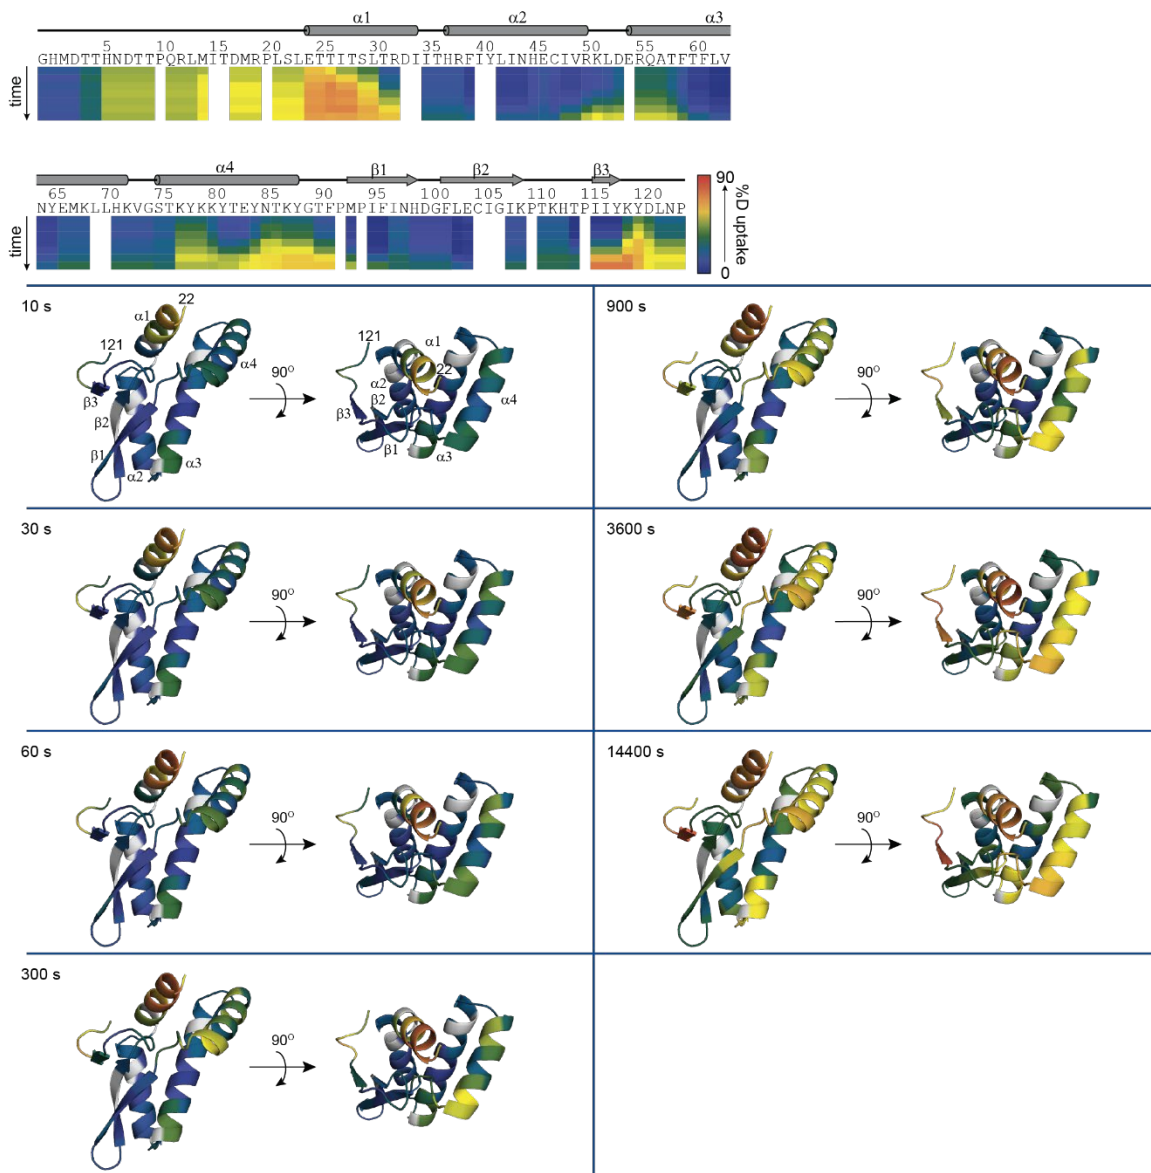 α1 α2 α3
5 10 15 20 25 30 35 40 45 50 55 60
GHMDTTHNDTTPQRLMITDMRPLSLETTITSLTRDIITHRFIYLINHECIVRKLDERQATFTFLV
time
α4 β1 β2 β3
65 70 75 80 85 90 95 100 105 110 115 120
NYEMKLLHKVGSTKYKKYTEYNTKYGTFPMPIFINHDGFLECIGIKPTKHTPIIYKYDLNP
time
90
%D uptake
0
10 s
22
α1
121
α4
β3
β2
β1
α2
α3
90°
121
α1
22
α2
β2
β3
α4
β1
α3
900 s
90°
30 s
90°
3600 s
90°
60 s
90°
14400 s
90°
300 s
90°